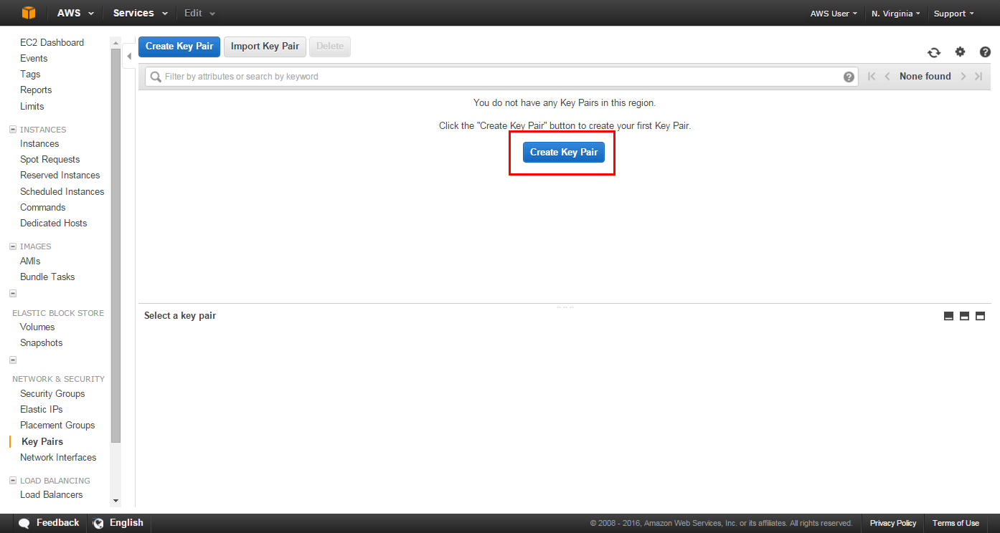 AWS Services Edit AWS User N. Virginia Support
EC2 Dashboard
Events
Tags
Reports
Limits
INSTANCES
Instances
Spot Requests
Reserved Instances
Scheduled Instances
Commands
Dedicated Hosts
IMAGES
AMIs
Bundle Tasks
ELASTIC BLOCK STORE
Volumes
Snapshots
NETWORK & SECURITY
Security Groups
Elastic IPs
Placement Groups
Key Pairs
Network Interfaces
LOAD BALANCING
Load Balancers
Create Key Pair Import Key Pair Delete
Filter by attributes or search by keyword None found
You do not have any Key Pairs in this region.
Click the "Create Key Pair" button to create your first Key Pair.
Create Key Pair
Select a key pair
Feedback English © 2008 - 2016, Amazon Web Services, Inc. or its affiliates. All rights reserved. Privacy Policy Terms of Use